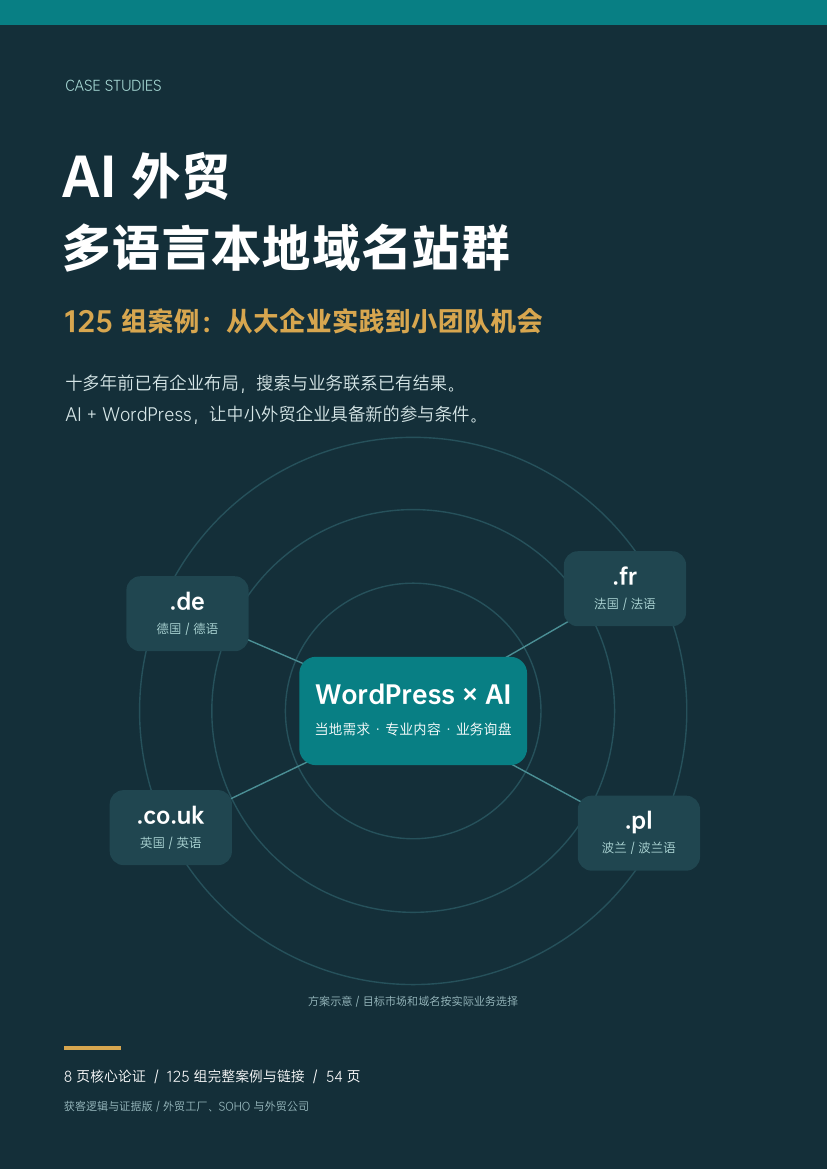 CASE STUDIES
AI 外贸
多语言本地域名站群
125 组案例：从大企业实践到小团队机会
十多年前已有企业布局，搜索与业务联系已有结果。
AI + WordPress，让中小外贸企业具备新的参与条件。
.fr
法国 / 法语
.de
德国 / 德语
WordPress × AI
当地需求 · 专业内容 · 业务询盘
.co.uk
英国 / 英语
.pl
波兰 / 波兰语
方案示意 / 目标市场和域名按实际业务选择
8 页核心论证 / 125 组完整案例与链接 / 54 页
获客逻辑与证据版 / 外贸工厂、SOHO 与外贸公司